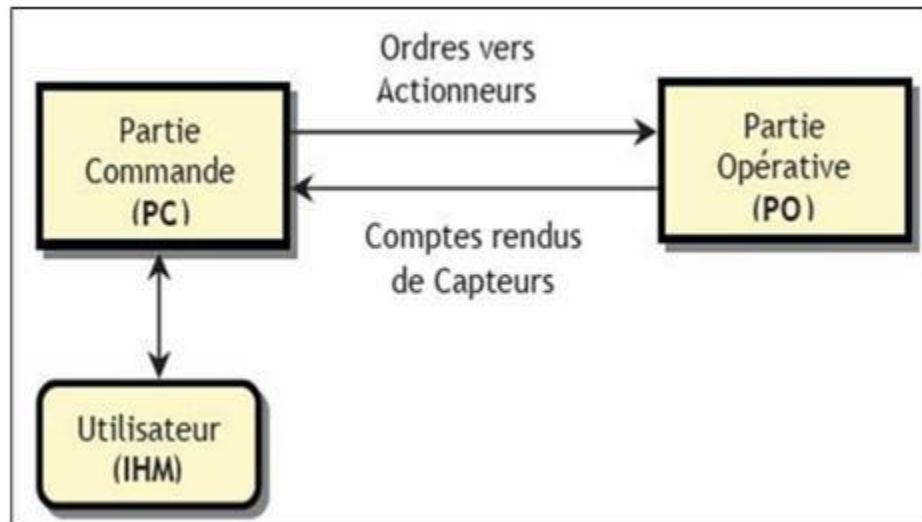 Ordres vers
Actionneurs
Partie
Commande
(PC)
Partie
Opérative
(PO)
Comptes rendus
de Capteurs
Utilisateur
(IHM)